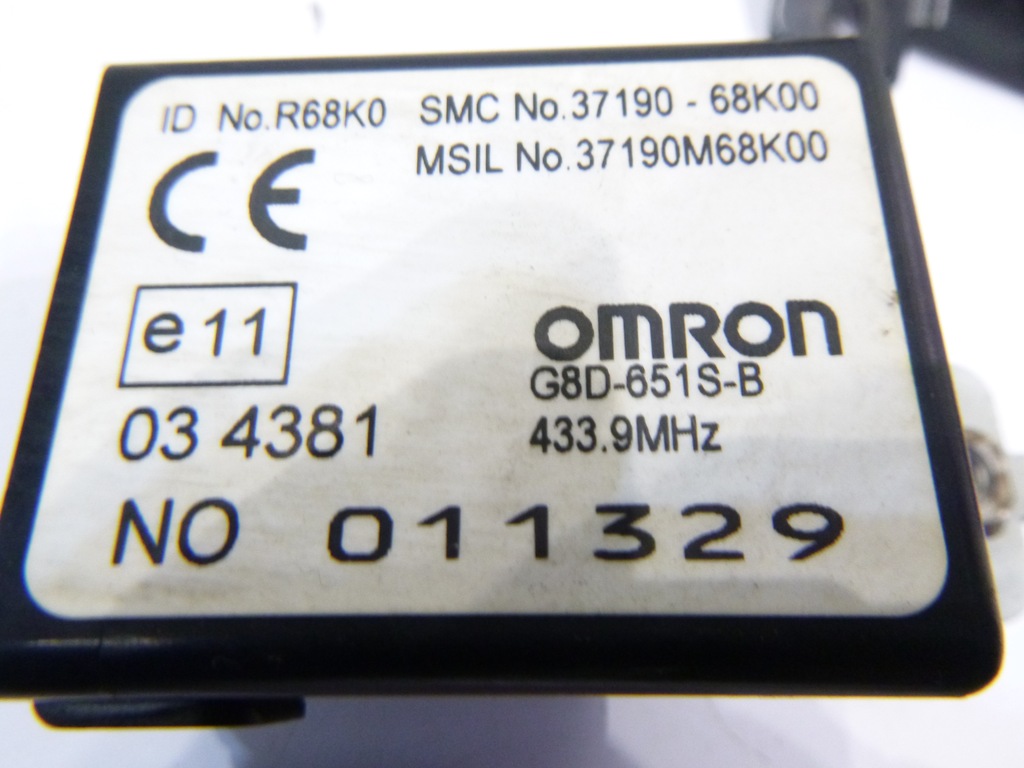 ID No.R68K0 SMC No.37190 - 68K00
MSIL No.37190M68K00
CE
e11
OMRON
G8D-651S-B
03 4381
433.9MHz
NO 011329